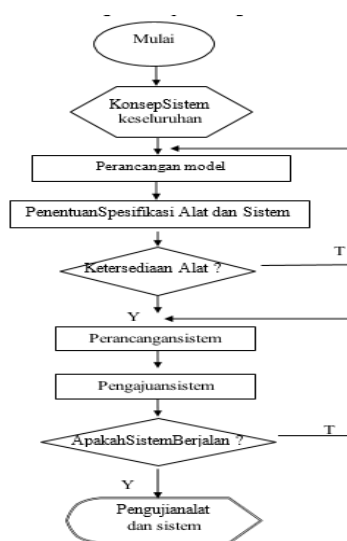 Mulai
KonsepSistem
keseluruhan
Perancangan model
PenentuanSpesifikasi Alat dan Sistem
Ketersediaan Alat ?
T
Y
Perancangansistem
Pengajuansistem
ApakahSistemBerjalan ?
T
Y
Pengujianalat
dan sistem